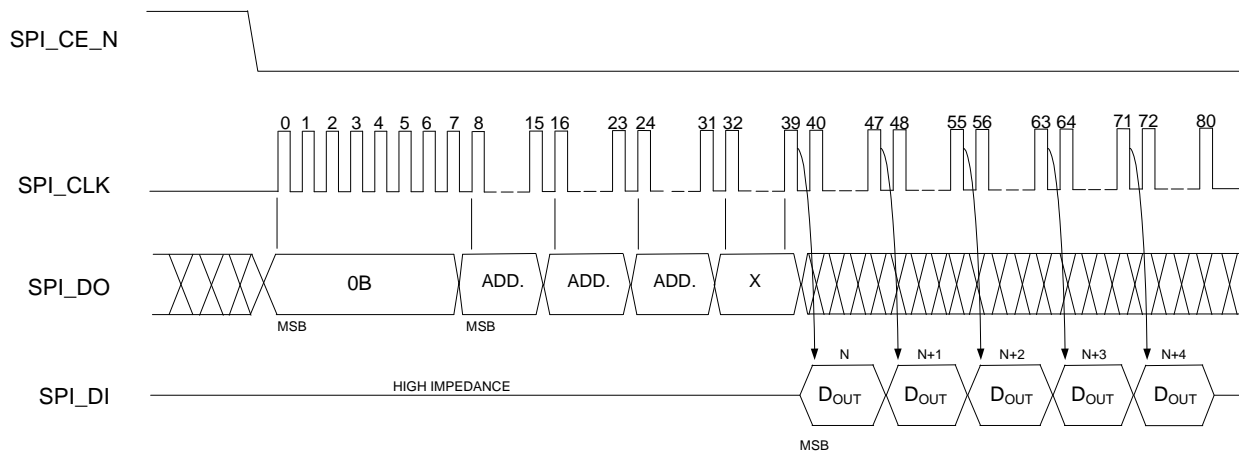 SPI_CE_N
0 1 2 3 4 5 6 7 8 15 16 23 24 31 32 39 40 47 48 55 56 63 64 71 72 80
SPI_CLK
SPI_DO
0B ADD. ADD. ADD. X
MSB MSB
N N+1 N+2 N+3 N+4
SPI_DI
HIGH IMPEDANCE
DOUT DOUT DOUT DOUT DOUT
MSB